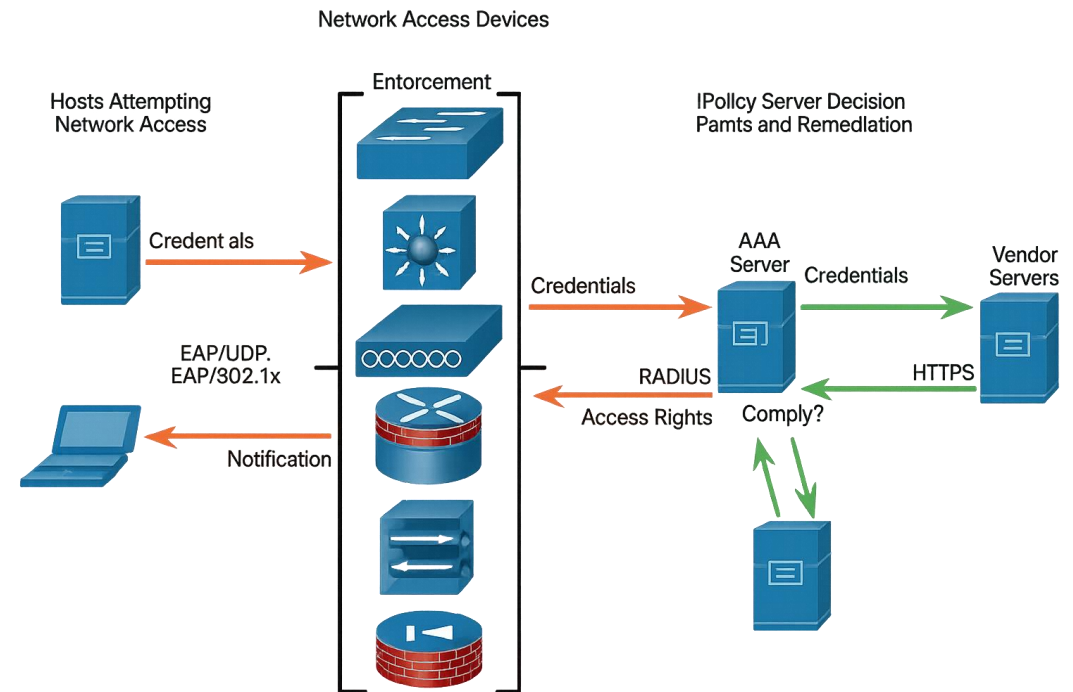 Network Access Devices
Entorcement
Hosts Attempting
Network Access
IPollcy Server Decision
Pamts and Remedlation
Credent als
AAA
Server
Vendor
Servers
Credentials
Credentials
EAP/UDP.
EAP/302.1x
RADIUS
HTTPS
Access Rights
Comply?
Notification